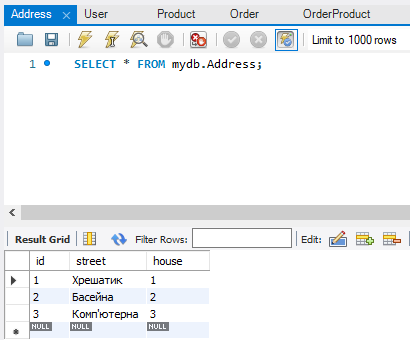 Address × User Product Order OrderProduct
Limit to 1000 rows
1 SELECT * FROM mydb.Address;
Result Grid Filter Rows: Edit:
id street house
1 Хрешатик 1
2 Басейна 2
3 Комп'ютерна 3
NULL NULL NULL